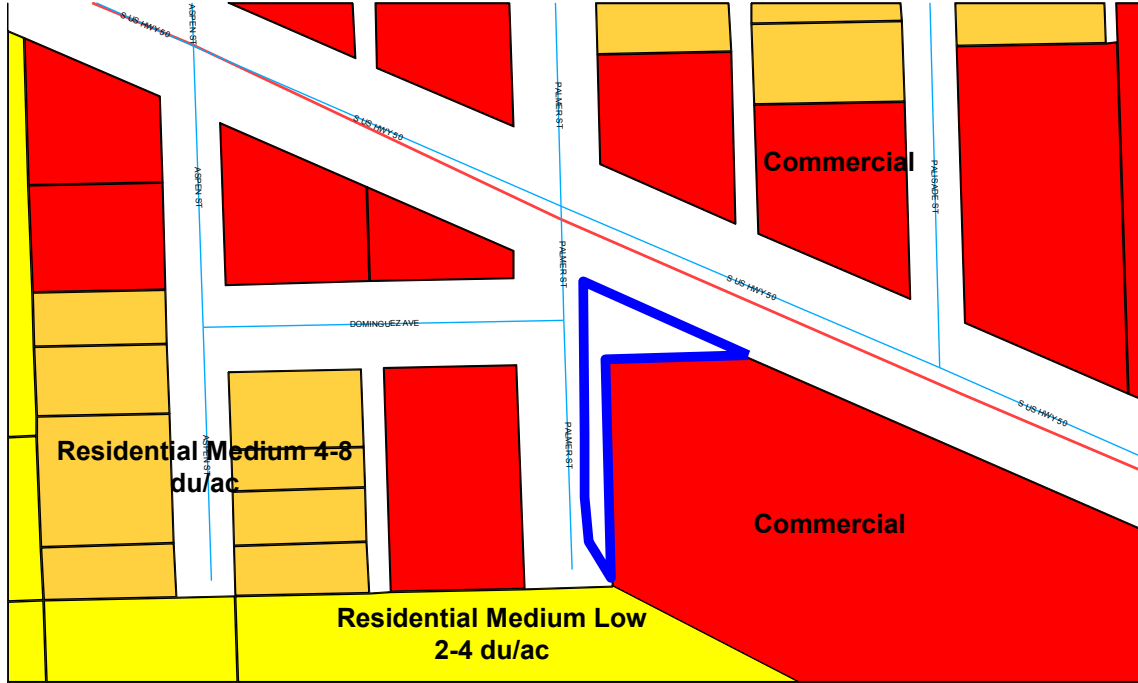 S US HWY 50
ASPEN ST
S US HWY 50
PALMER ST
Commercial
PALISADE ST
ASPEN ST
PALMER ST
S US HWY 50
DOMINGUEZ AVE
S US HWY 50
Residential Medium 4-8
du/ac
ASPEN ST
PALMER ST
Commercial
Residential Medium Low
2-4 du/ac